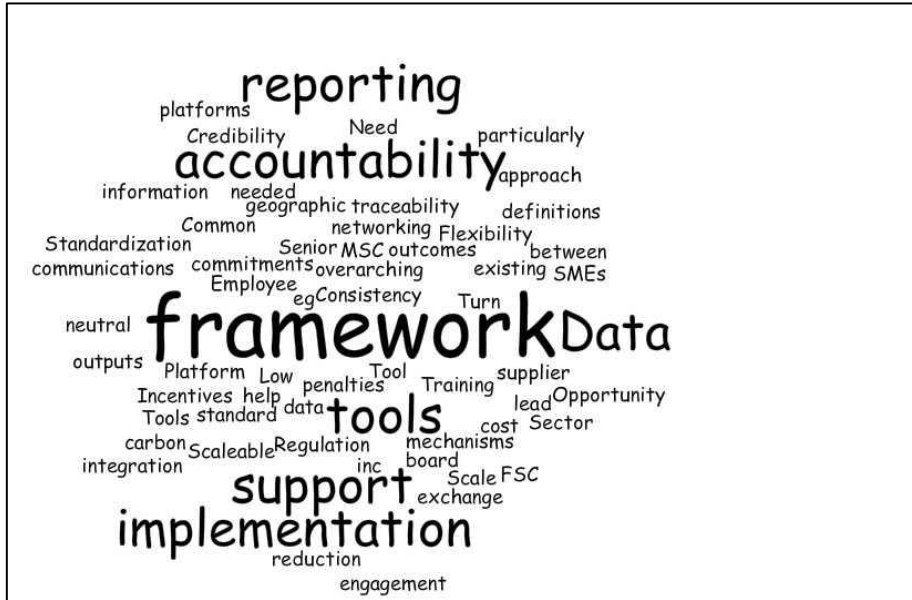 reporting
platforms
Credibility Need particularly
accountability approach
information needed
geographic traceability definitions
Common networking Flexibility
Standardization Senior MSC outcomes between
communications commitments overarching existing SMEs
Employee eg Consistency Turn
neutral framework Data
outputs Platform Low Tool supplier
Incentives help penalties Training Opportunity
Tools standard data tools lead
cost Sector
carbon Scaleable Regulation mechanisms
integration inc board
support Scale FSC
exchange
implementation
reduction
engagement